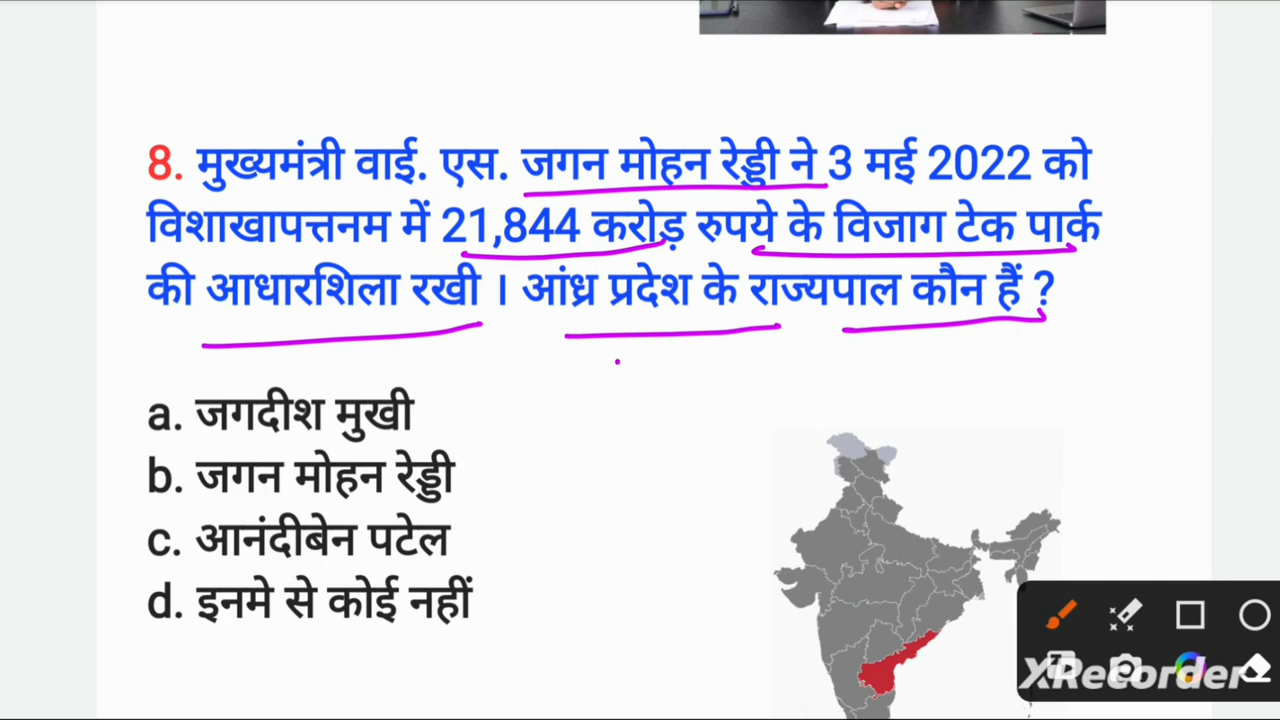 8. मुख्यमंत्री वाई. एस. जगन मोहन रेड्डी ने 3 मई 2022 को
विशाखापत्तनम में 21,844 करोड़ रुपये के विजाग टेक पार्क
की आधारशिला रखी । आंध्र प्रदेश के राज्यपाल कौन हैं ?
a. जगदीश मुखी
b. जगन मोहन रेड्डी
c. आनंदीबेन पटेल
d. इनमे से कोई नहीं
XRecorder